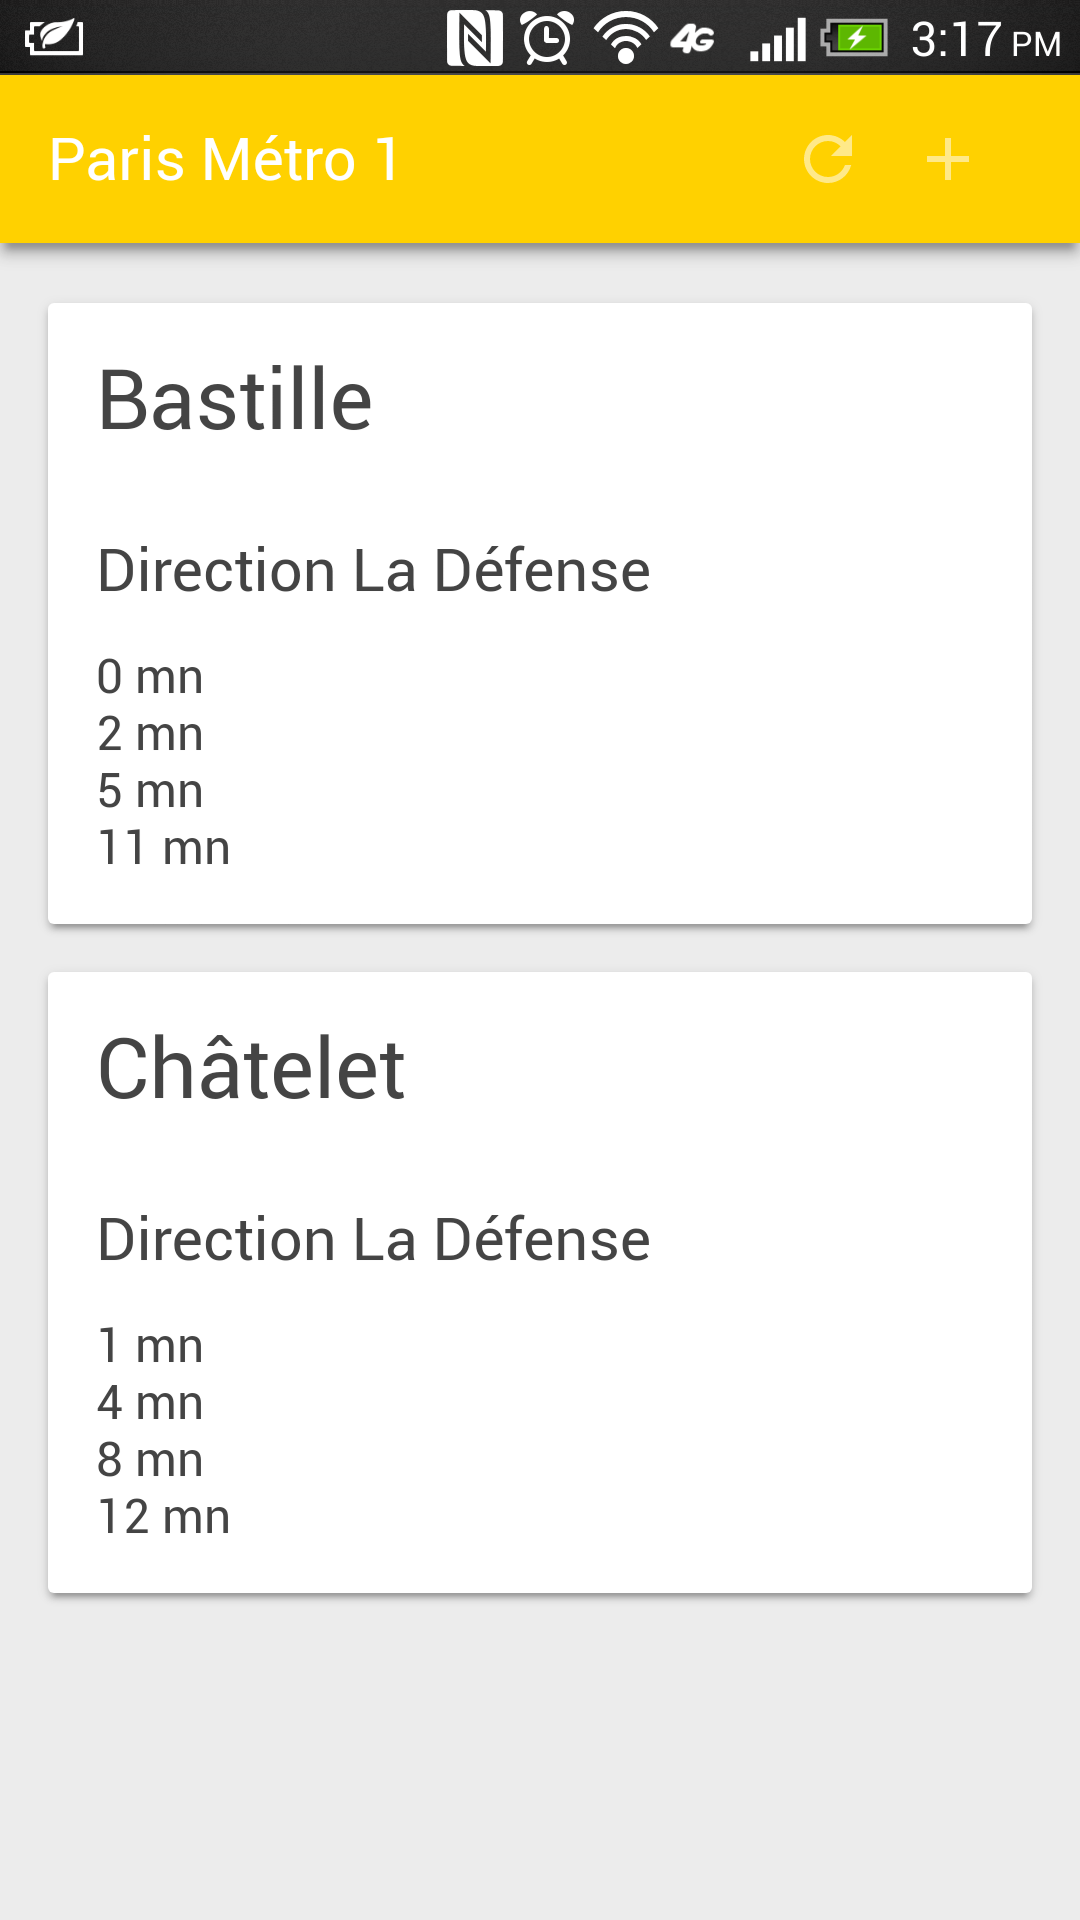 4G 3:17 PM
Paris Métro 1
Bastille
Direction La Défense
0 mn
2 mn
5 mn
11 mn
Châtelet
Direction La Défense
1 mn
4 mn
8 mn
12 mn